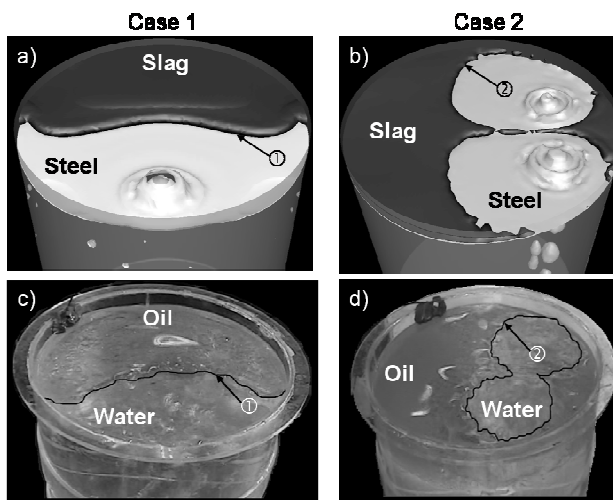 Case 1
Case 2
a)
Slag
①
Steel
b)
②
Slag
Steel
c)
Oil
①
Water
d)
②
Oil
Water